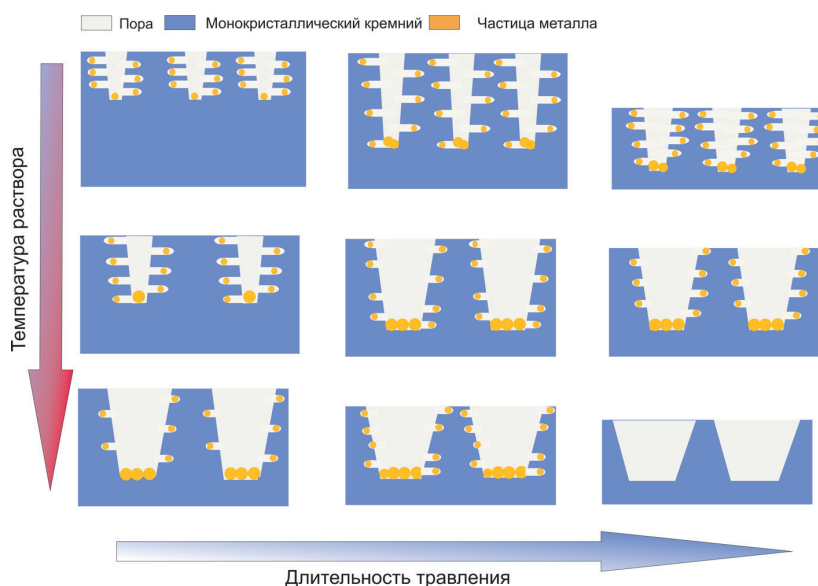 Пора Монокристаллический кремний Частица металла
Температура раствора
Длительность травления